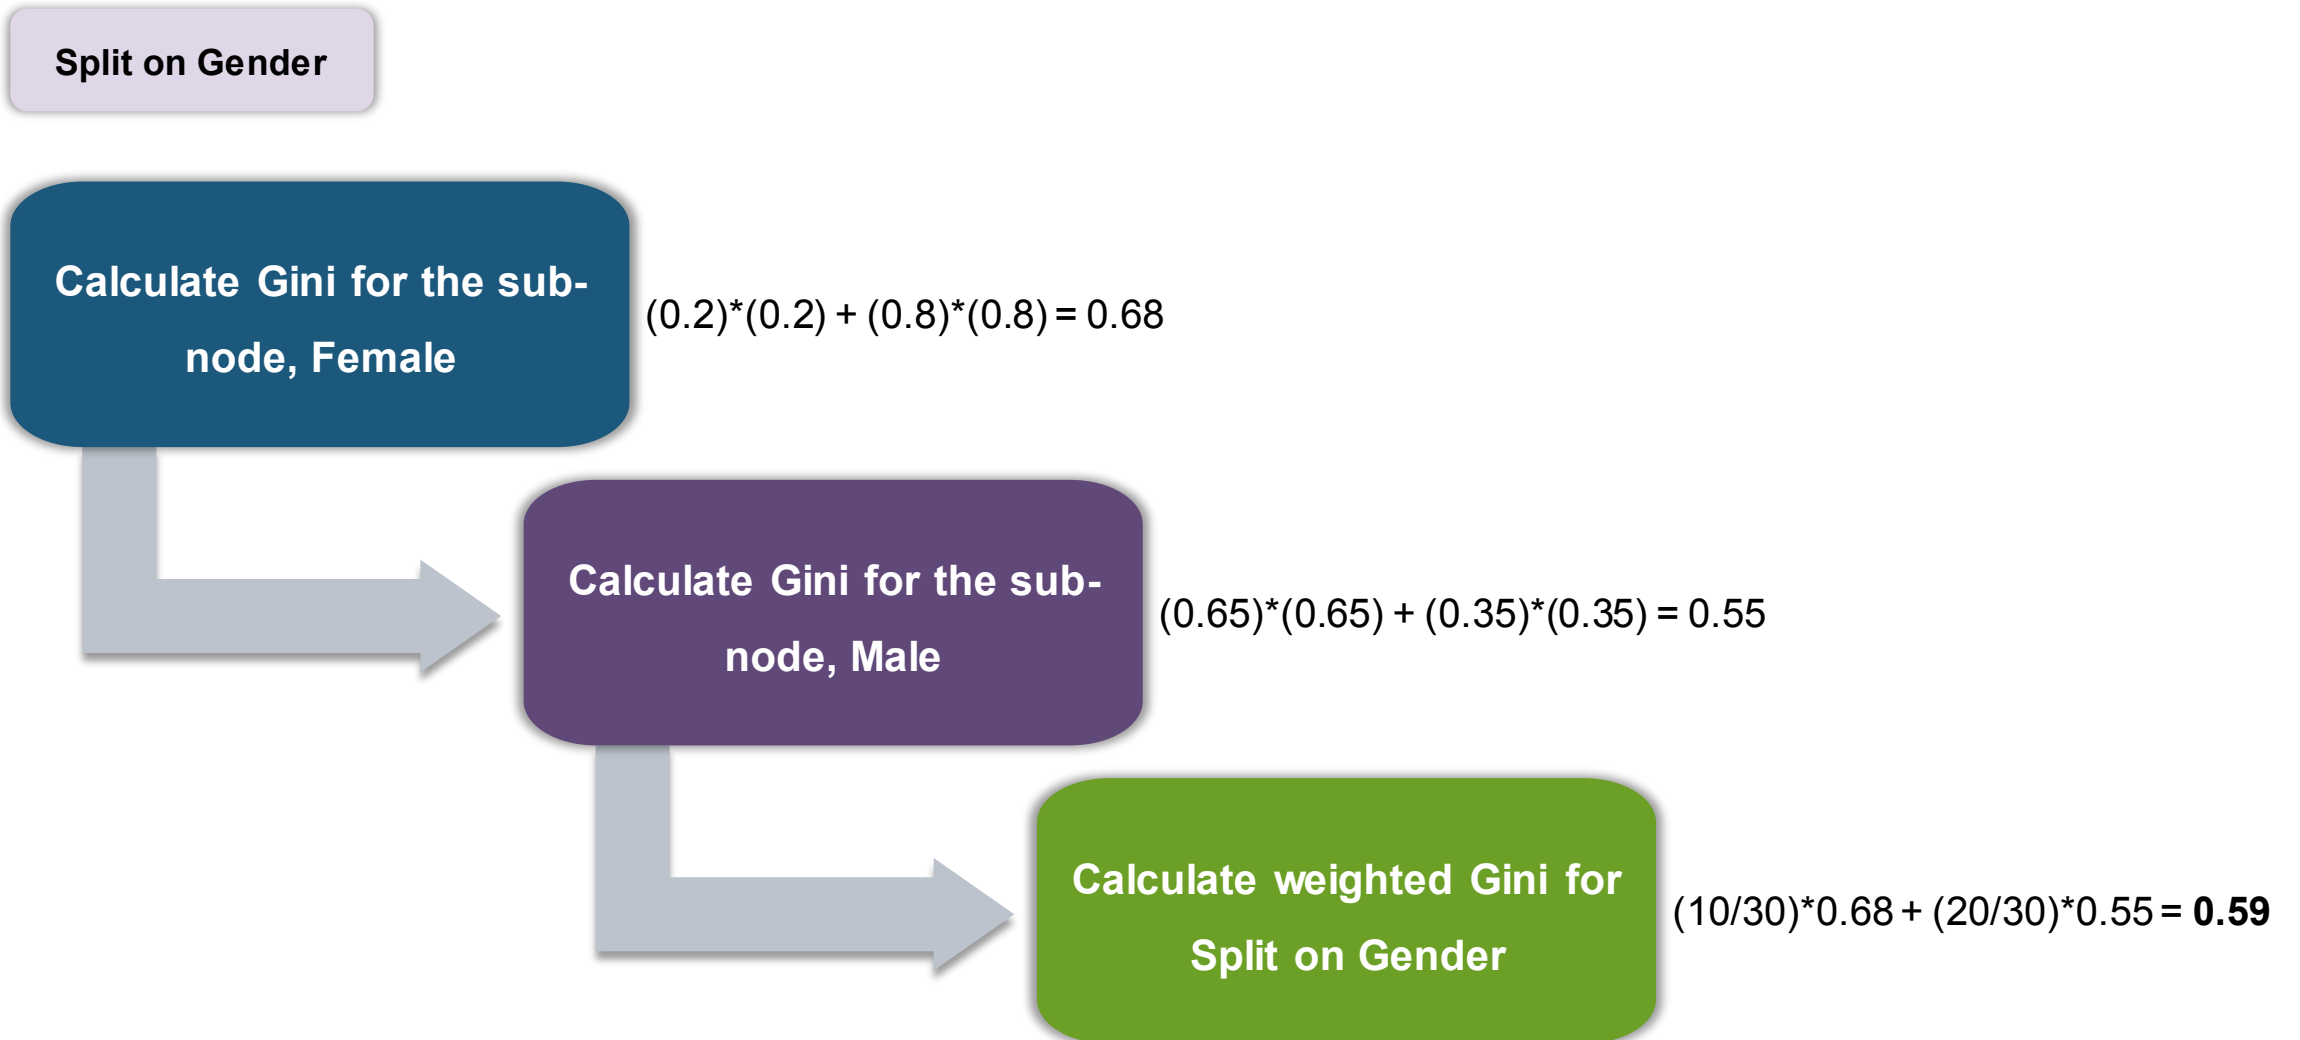 Split on Gender
Calculate Gini for the sub-
node, Female
(0.2)*(0.2) + (0.8)*(0.8) = 0.68
Calculate Gini for the sub-
node, Male
(0.65)*(0.65) + (0.35)*(0.35) = 0.55
Calculate weighted Gini for
Split on Gender
(10/30)*0.68 + (20/30)*0.55 = 0.59